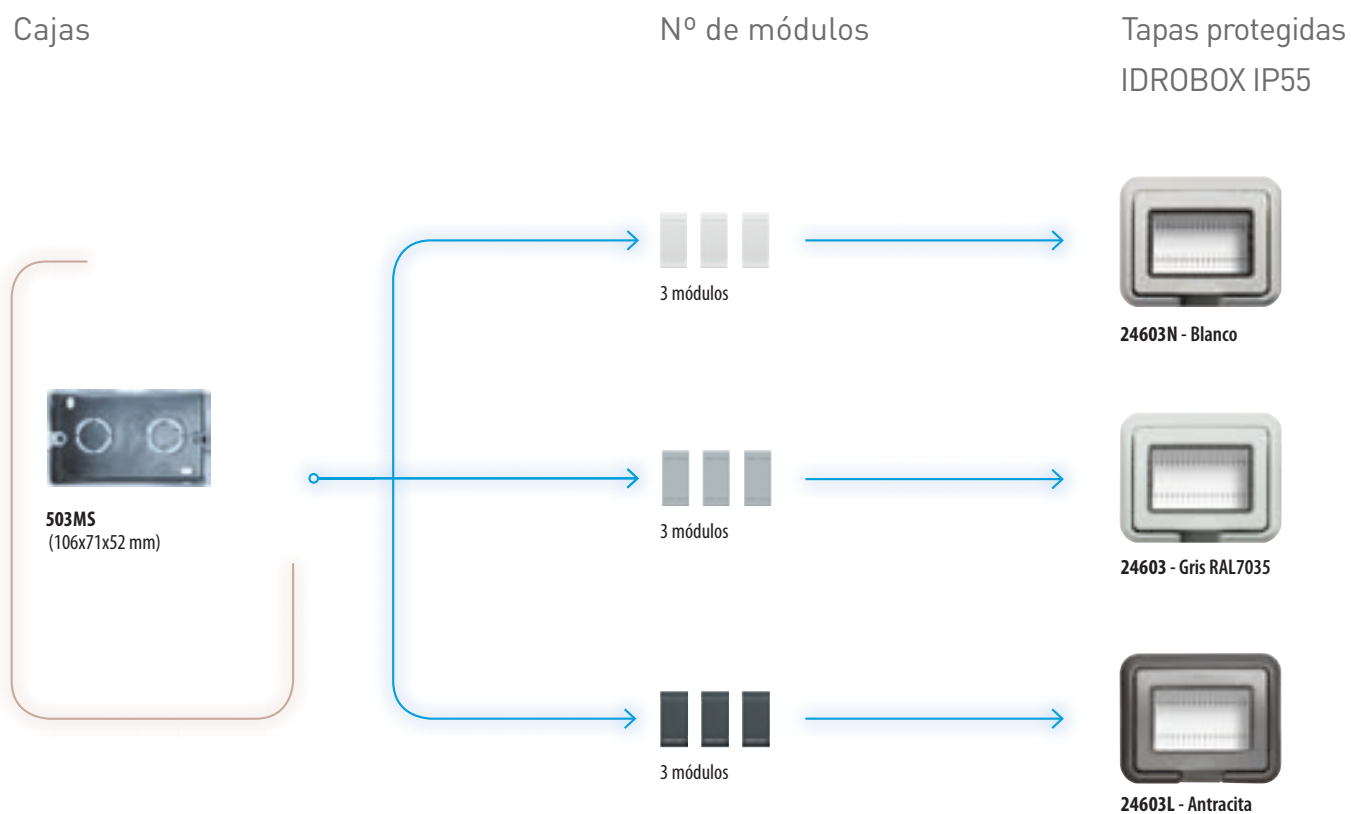 Cajas
Nº de módulos
Tapas protegidas
IDROBOX IP55
3 módulos
24603N - Blanco
503MS
(106x71x52 mm)
3 módulos
24603 - Gris RAL7035
3 módulos
24603L - Antracita